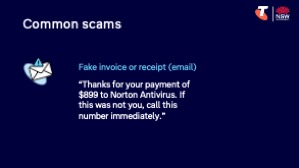 Common scams
NSW
Fake invoice or receipt (email)
“Thanks for your payment of
$899 to Norton Antivirus. If
this was not you, call this
number immediately.”